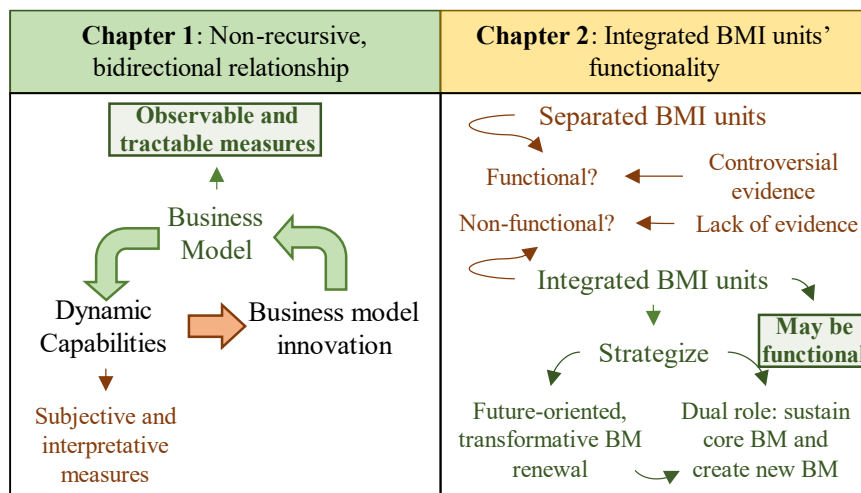 Chapter 1: Non-recursive,
bidirectional relationship
Observable and
tractable measures
Business
Model
Dynamic
Capabilities
Business model
innovation
Subjective and
interpretative
measures
Chapter 2: Integrated BMI units'
functionality
Separated BMI units
Functional?
Controversial
evidence
Non-functional?
Lack of evidence
Integrated BMI units
May be
functional
Strategize
Future-oriented,
transformative BM
renewal
Dual role: sustain
core BM and
create new BM